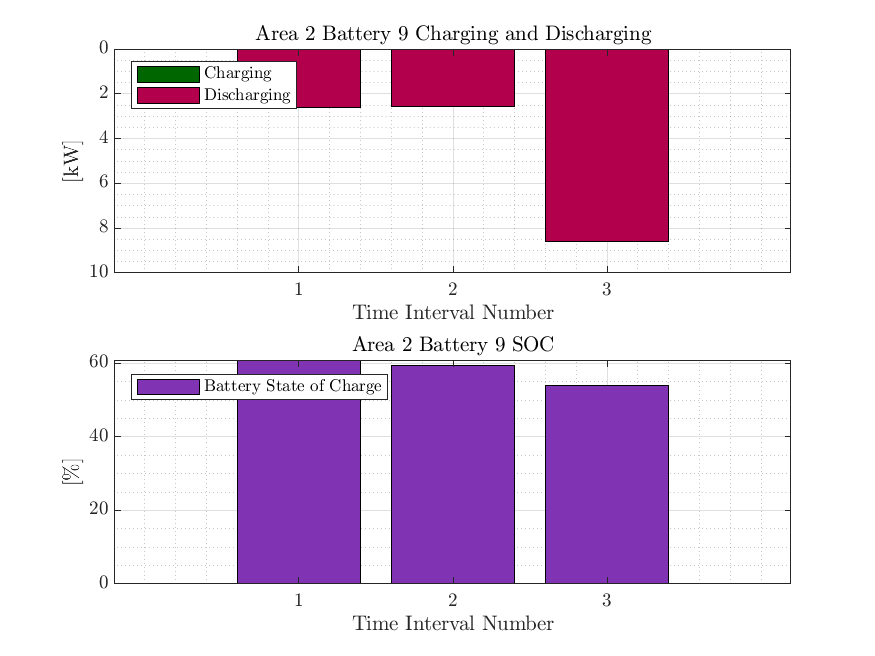 Area 2 Battery 9 Charging and Discharging
0
Charging
2
Discharging
4
[kW]
6
8
10
1 2 3
Time Interval Number
Area 2 Battery 9 SOC
60
Battery State of Charge
40
[%]
20
0
1 2 3
Time Interval Number